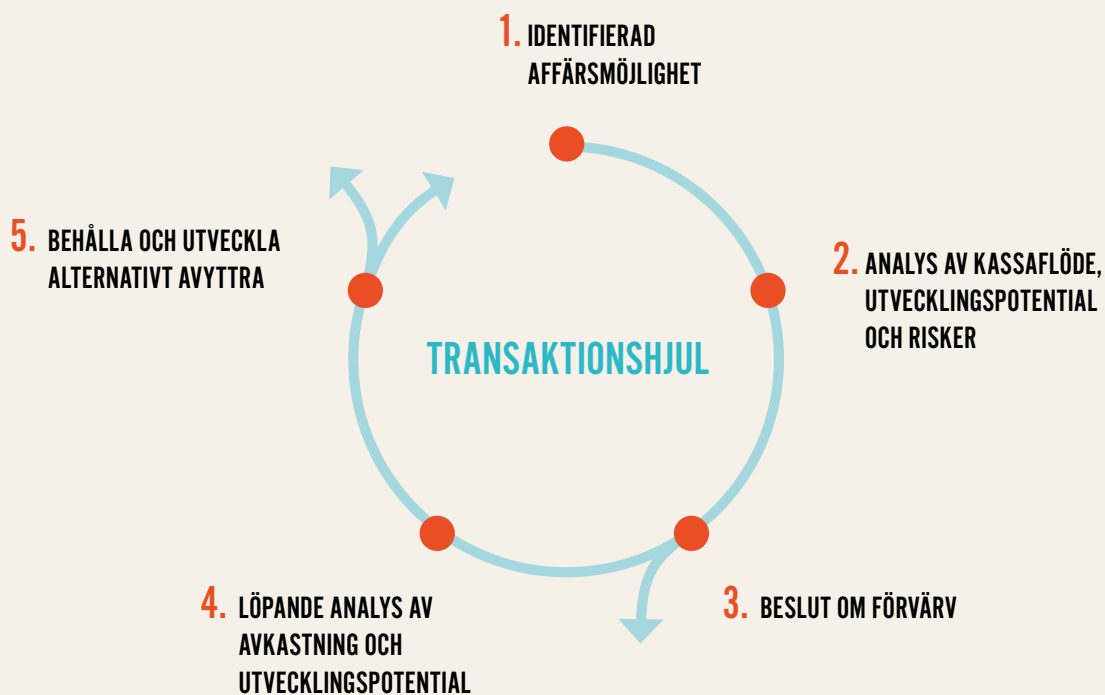 1. IDENTIFIERAD
AFFÄRSMÖJLIGHET
2. ANALYS AV KASSAFLÖDE,
UTVECKLINGSPOTENTIAL
OCH RISKER
3. BESLUT OM FÖRVÄRV
4. LÖPANDE ANALYS AV
AVKASTNING OCH
UTVECKLINGSPOTENTIAL
5. BEHÅLLA OCH UTVECKLA
ALTERNATIVT AVYTTRA
TRANSAKTIONSHJUL